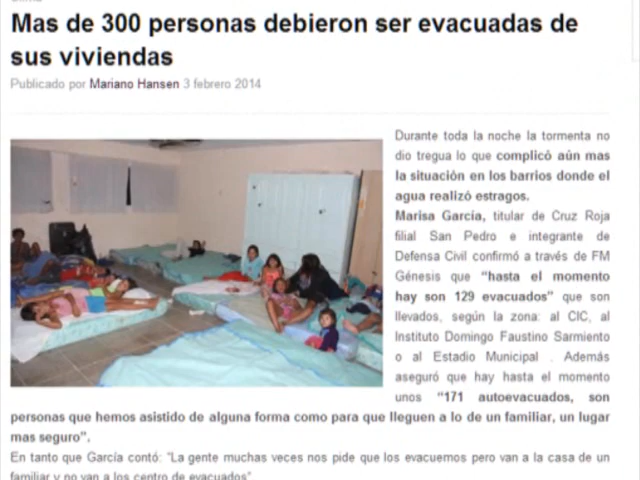 Mas de 300 personas debieron ser evacuadas de
sus viviendas
Publicado por Mariano Hansen 3 febrero 2014
Durante toda la noche la tormenta no
dio tregua lo que complicó aún mas
la situación en los barrios donde el
agua realizó estragos.
Marisa García, titular de Cruz Roja
filial San Pedro e integrante de
Defensa Civil confirmó a través de FM
Génesis que “hasta el momento
hay son 129 evacuados” que son
llevados, según la zona: al CIC, al
Instituto Domingo Faustino Sarmiento
o al Estadio Municipal . Además
aseguró que hay hasta el momento
unos “171 autoevacuados, son
personas que hemos asistido de alguna forma como para que lleguen a lo de un familiar, un lugar
mas seguro”.
En tanto que García contó: “La gente muchas veces nos pide que los evacuemos pero van a la casa de un
familiar y no van a los centro de evacuados”